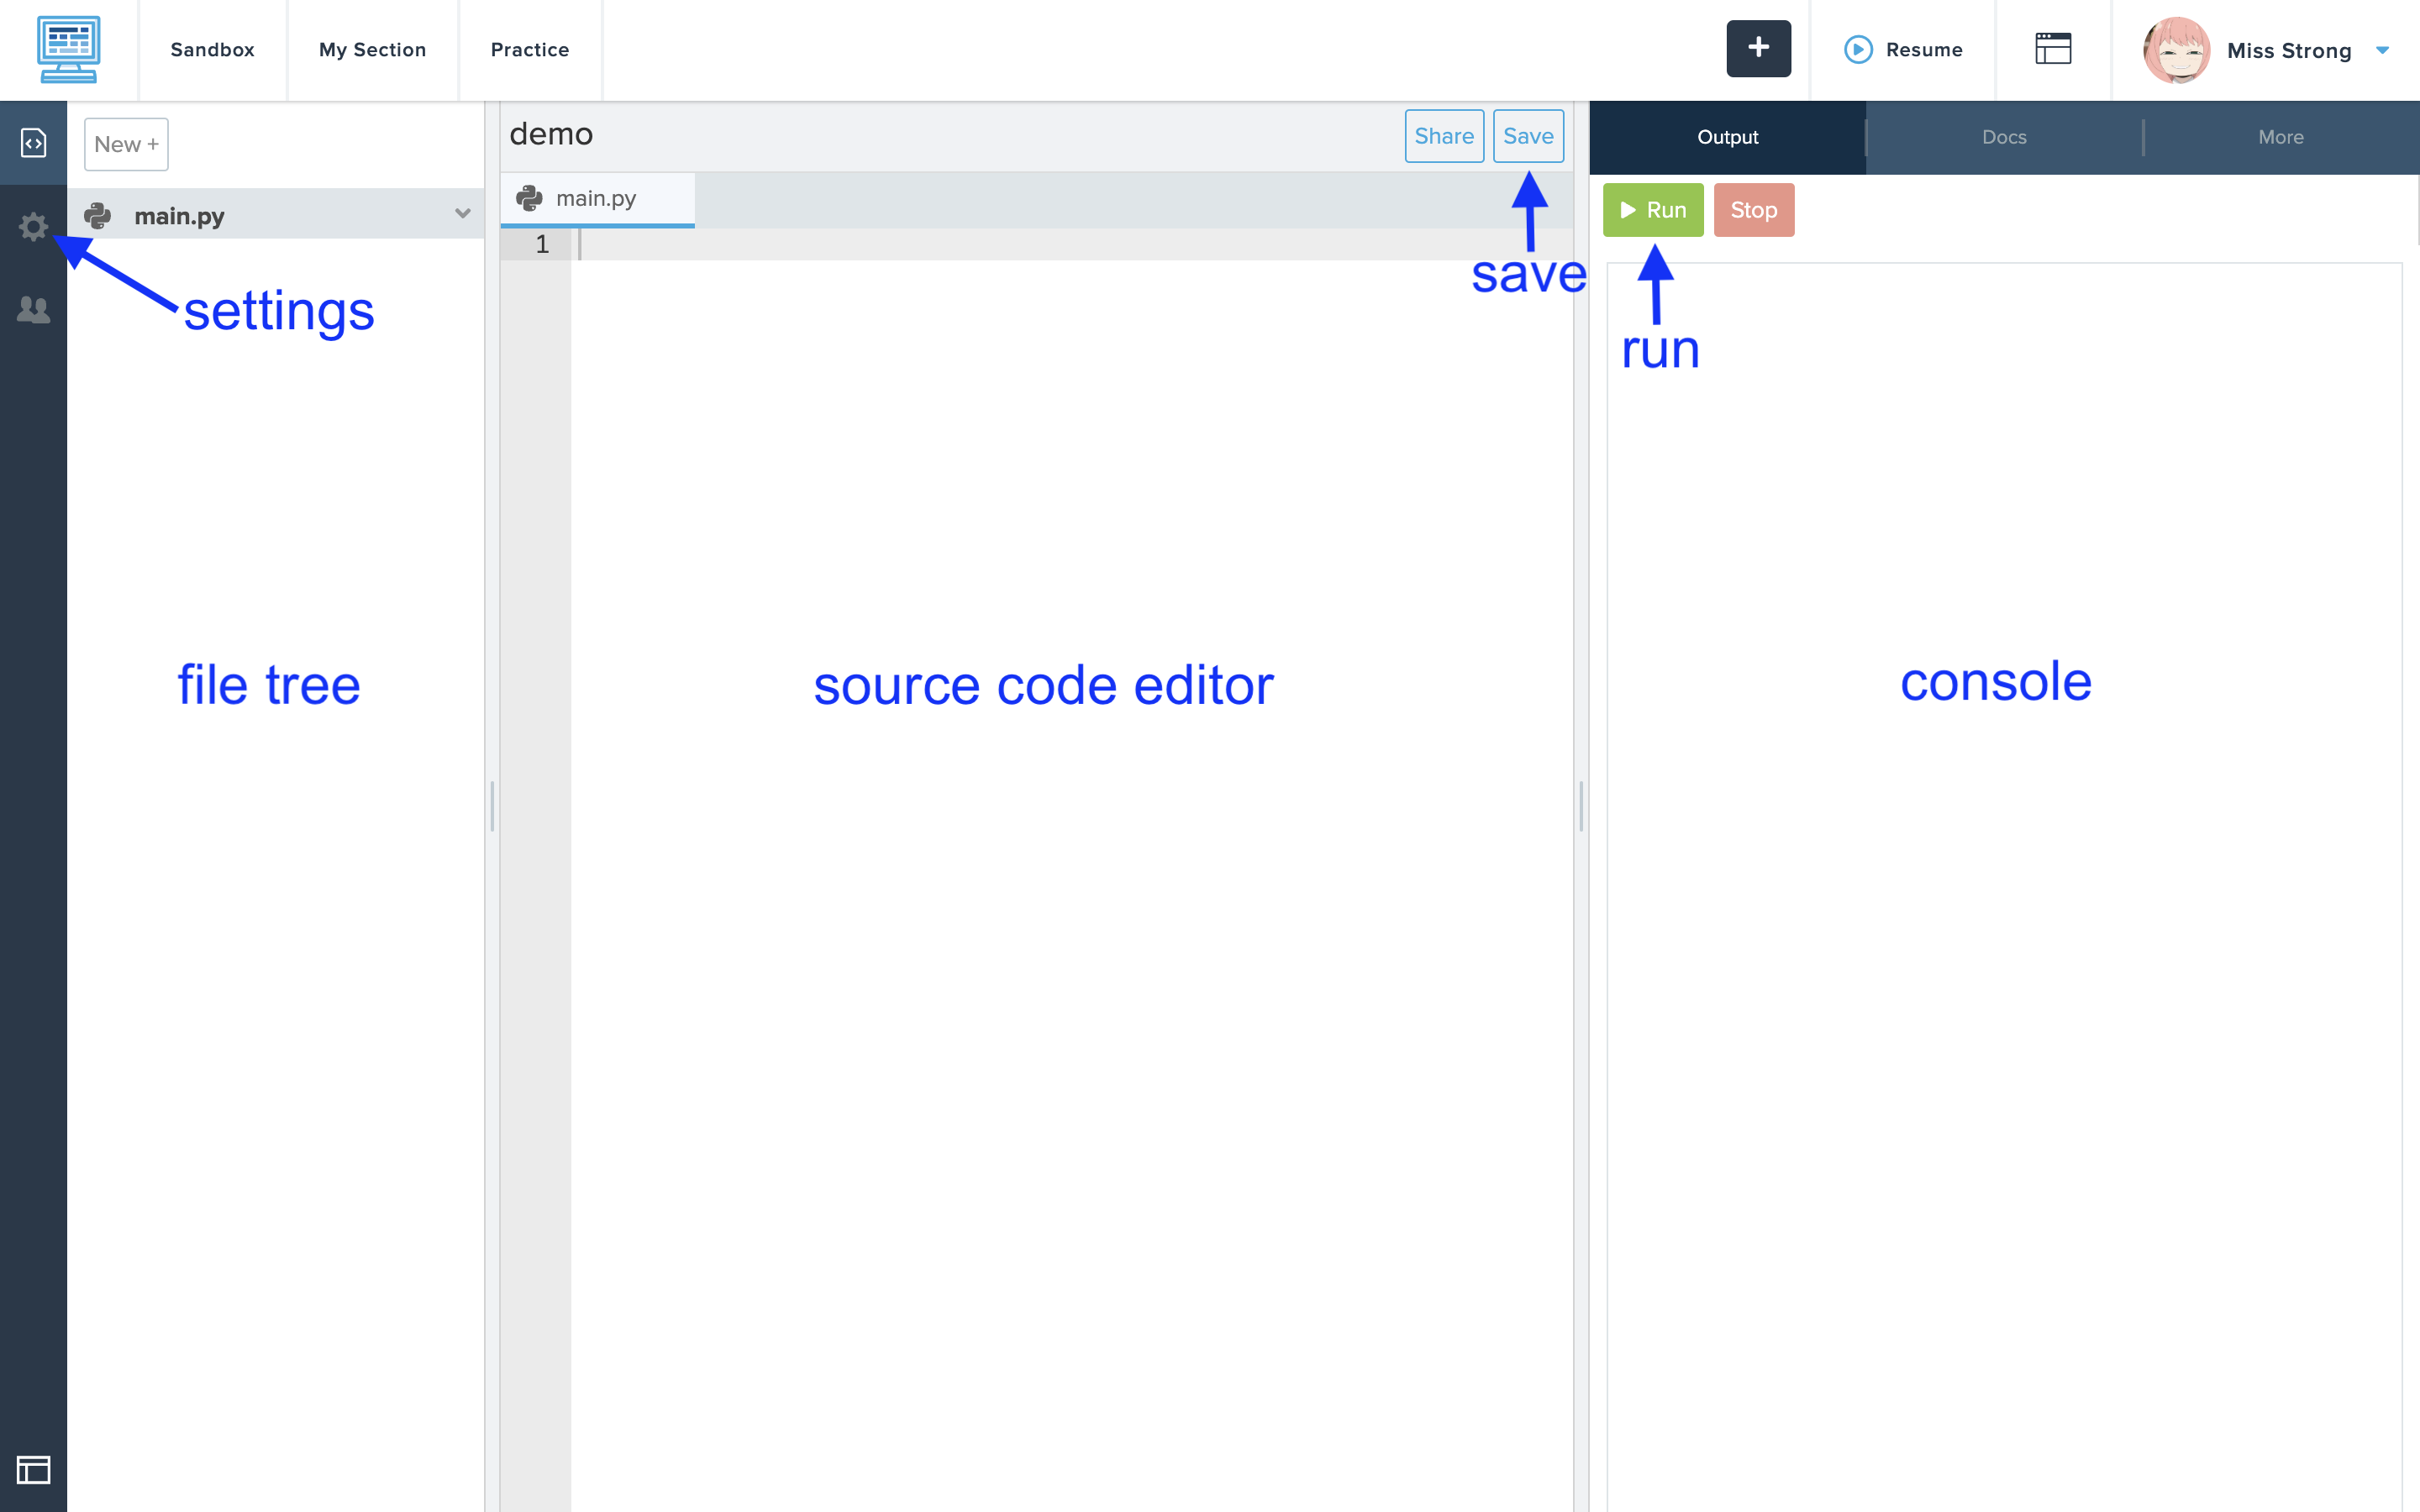 Sandbox
My Section
Practice
+
Resume
Miss Strong
New +
main.py
settings
file tree
demo
Share
Save
main.py
1
save
source code editor
Output
Docs
More
Run
Stop
run
console